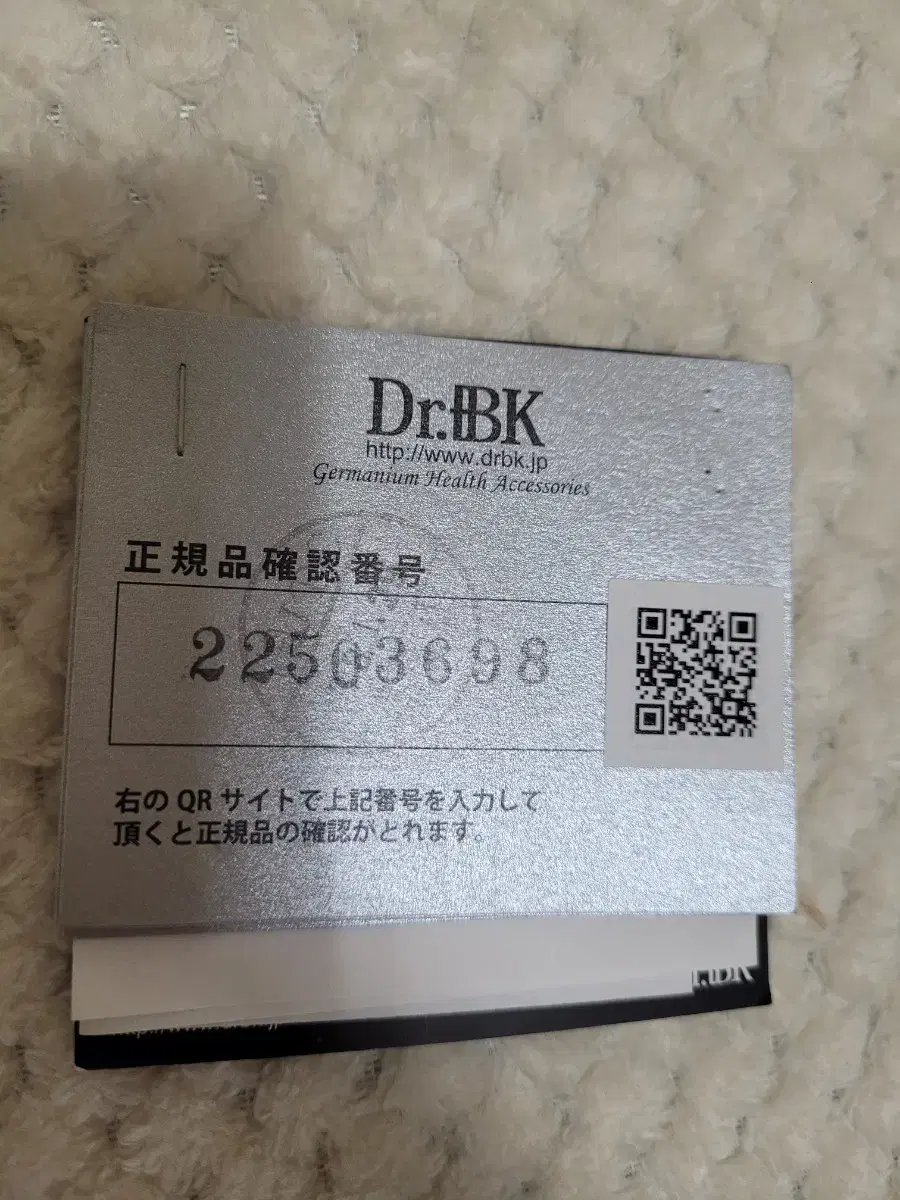 Dr.BK
http://www.drbk.jp
Germanium Health Accessories
正規品確認番号
22503698
右の QR サイトで上記番号を入力して
頂くと正規品の確認がとれます。